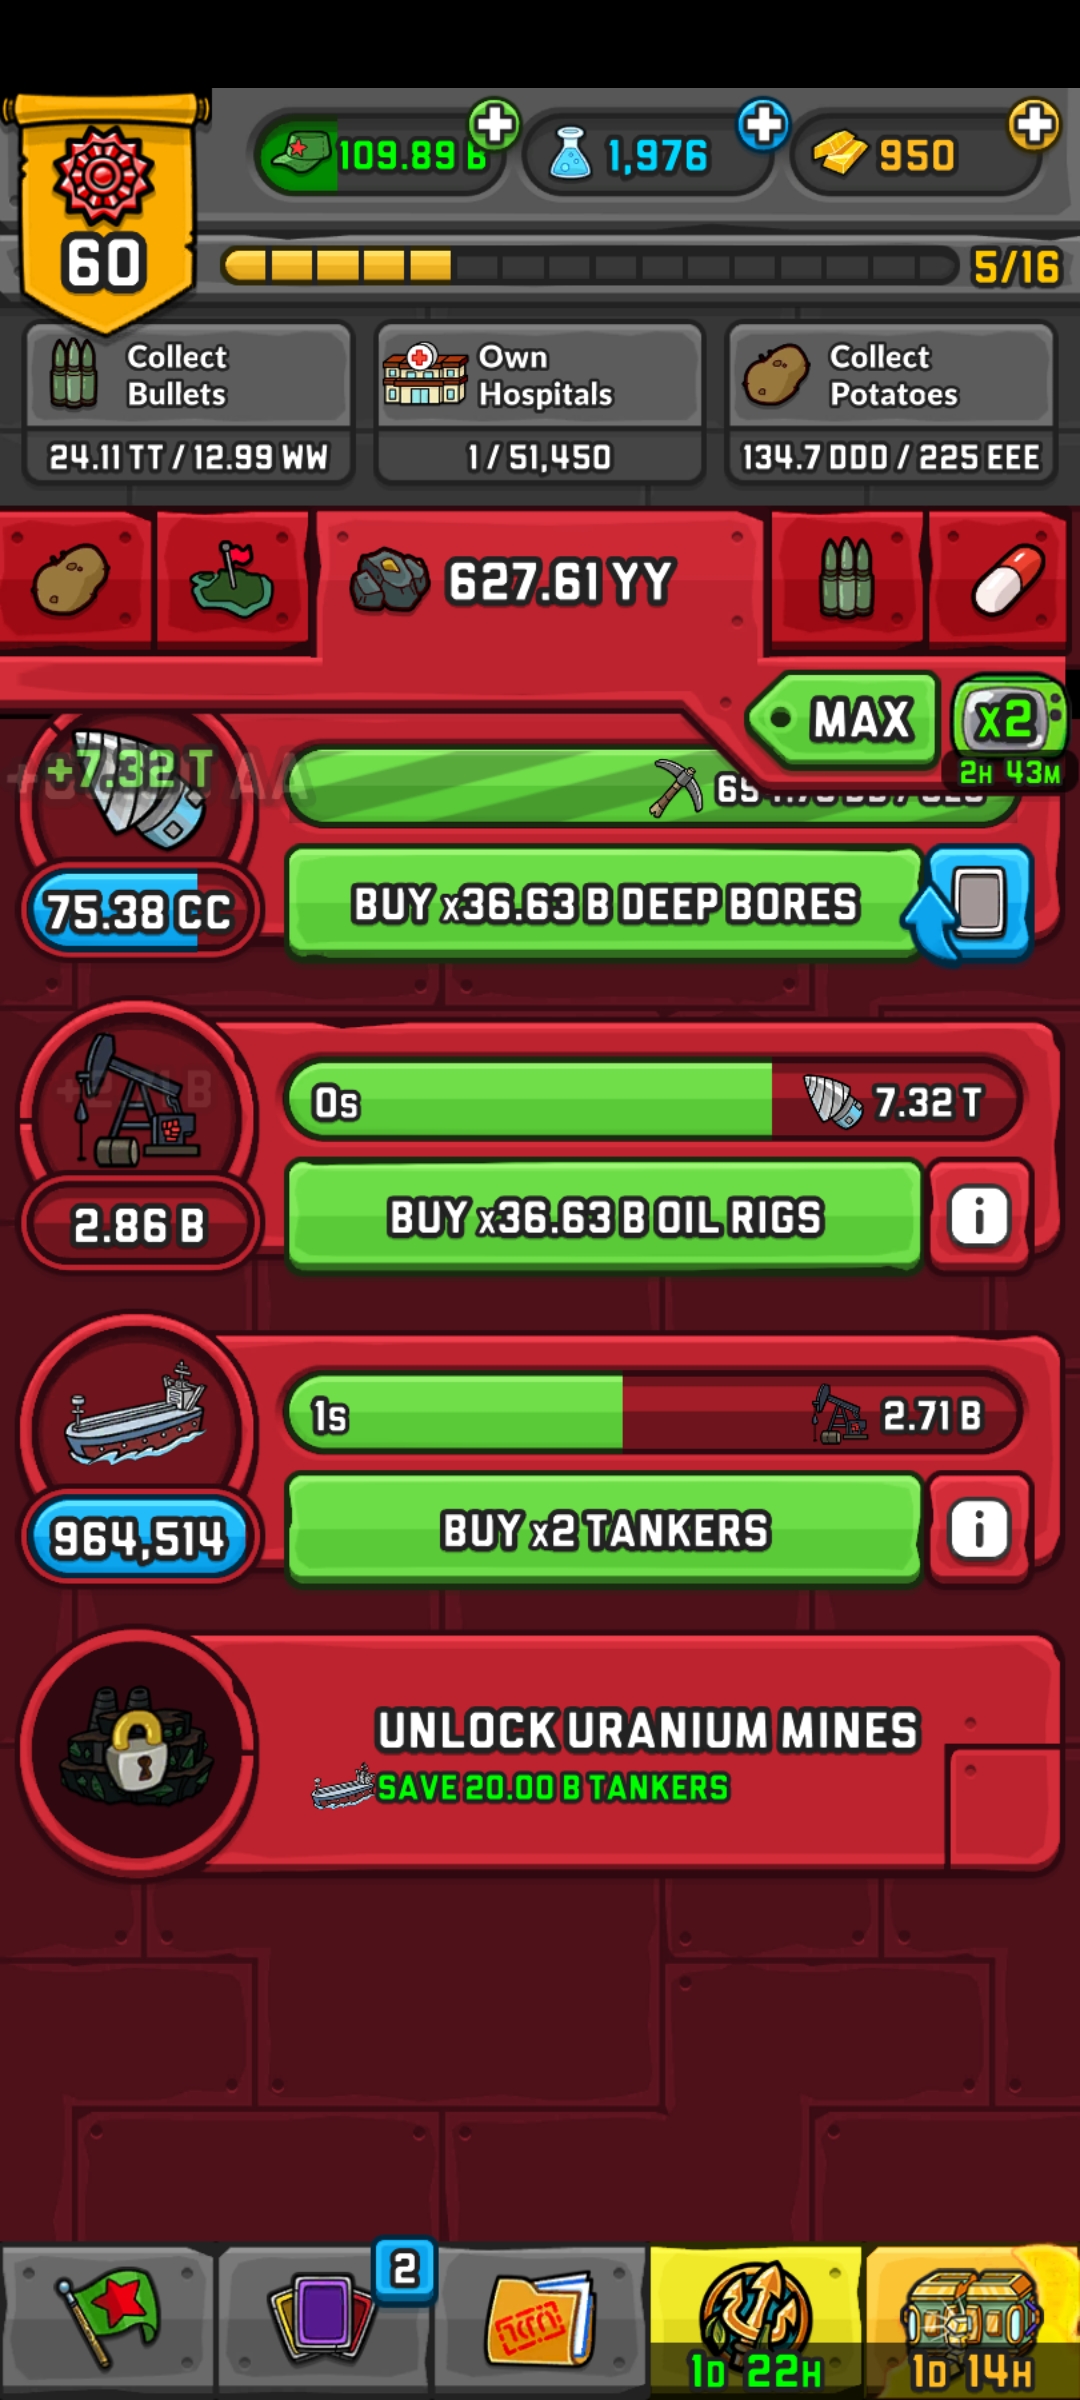 109.89 B
1,976
950
60
5/16
Collect
Bullets
24.11 TT / 12.99 WW
Own
Hospitals
1 / 51,450
Collect
Potatoes
134.7 DDD / 225 EEE
627.61 YY
MAX
x2
2H 43M
+7.32 T
75.38 CC
BUY x36.63 B DEEP BORES
0s
7.32 T
2.86 B
BUY x36.63 B OIL RIGS
i
1s
2.71 B
964,514
BUY x2 TANKERS
i
UNLOCK URANIUM MINES
SAVE 20.00 B TANKERS
2
1D 22H
1D 14H